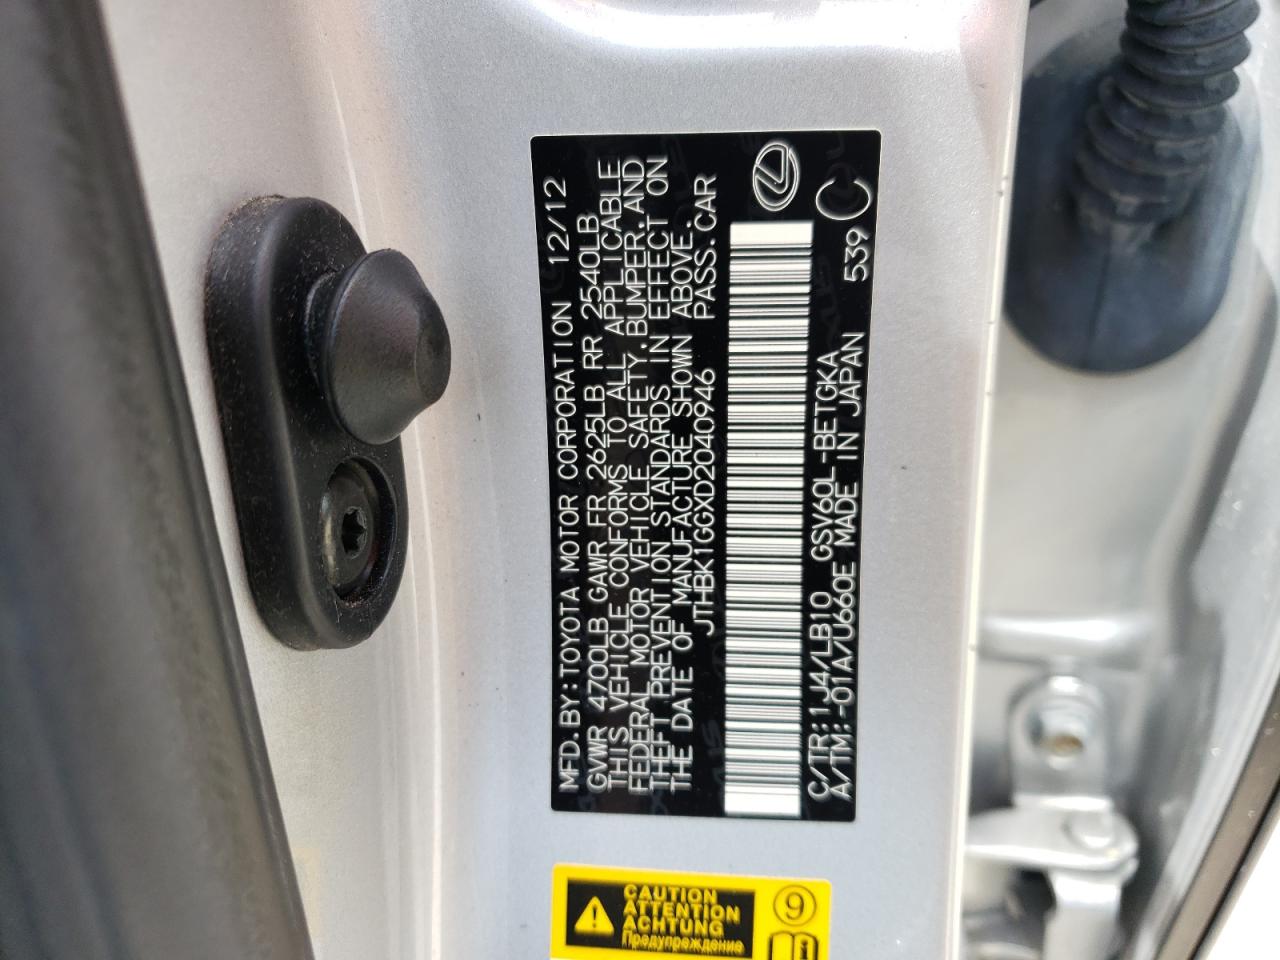 MFD.BY:TOYOTA MOTOR CORPORATION 12/12
GVWR 4700LB GAWR FR 2625LB RR 2540LB
THIS VEHICLE CONFORMS TO ALL APPLICABLE
FEDERAL MOTOR VEHICLE SAFETY,BUMPER,AND
THEFT PREVENTION STANDARDS IN EFFECT ON
THE DATE OF MANUFACTURE SHOWN ABOVE.
JTHBK1GGXD2040946 PASS.CAR
C/TR:1J4/LB10 GSV60L-BETGKA
A/TM:-01A/U660E MADE IN JAPAN 539 C
CAUTION
ATTENTION
ACHTUNG
Предупреждение
9